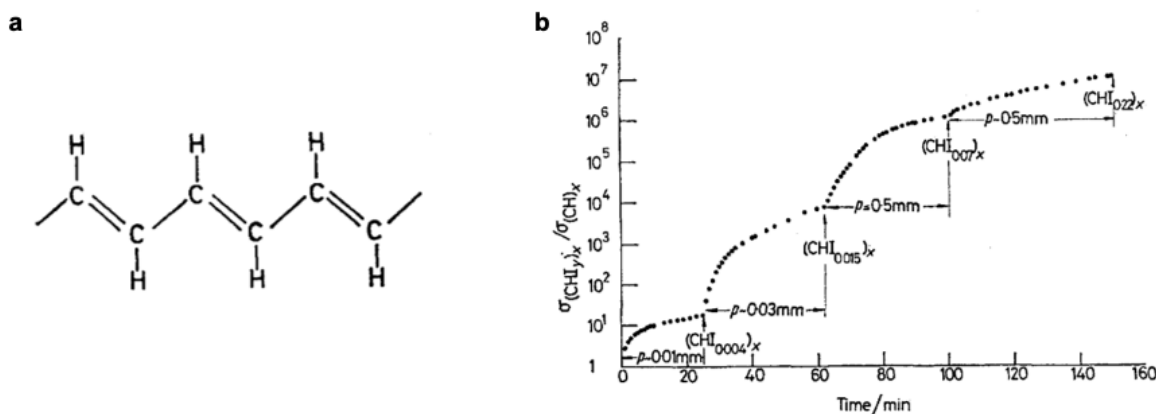 a
H H H
C C C
C C C
H H H
b
σ(CHIy)x/σ(CH)x
10^8
10^7
10^6
10^5
10^4
10^3
10^2
10^1
1
(CHI0.22)x
p~0.5mm
(CHI0.07)x
p≤0.5mm
(CHI0.015)x
p~0.03mm
(CHI0.004)x
p~0.01mm
0 20 40 60 80 100 120 140 160
Time/min